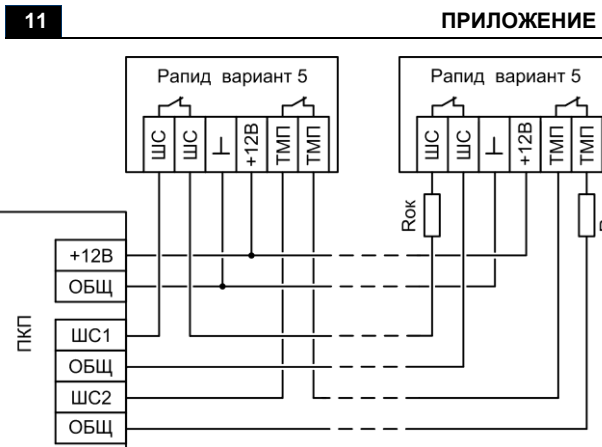 11
ПРИЛОЖЕНИЕ
Рапид вариант 5
ШС
ШС
⊥
+12В
ТМП
ТМП
Рапид вариант 5
ШС
ШС
⊥
+12В
ТМП
ТМП
Rок
ПКП
+12В
ОБЩ
ШС1
ОБЩ
ШС2
ОБЩ